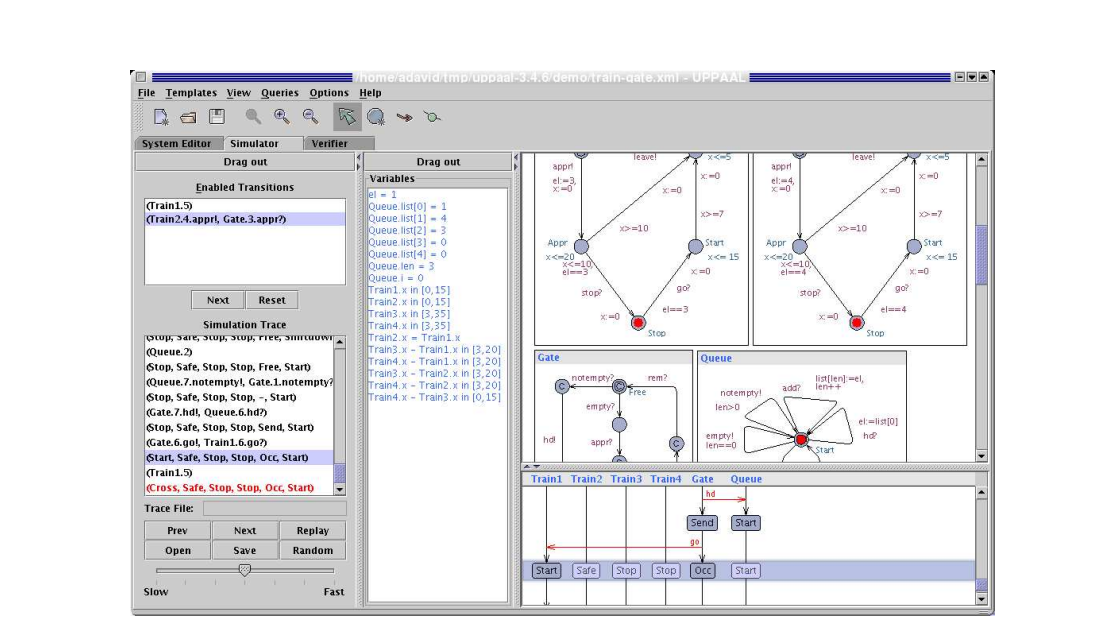 /home/adavid/tmp/uppaal-3.4.6/demo/train-gate.xml - UPPAAL
File Templates View Queries Options Help
System Editor Simulator Verifier
Drag out
Enabled Transitions
(Train1.5)
(Train2.4.appr!, Gate.3.appr?)
Next Reset
Simulation Trace
(Stop, Safe, Stop, Stop, Free, Shiftdown
(Queue.2)
(Stop, Safe, Stop, Stop, Free, Start)
(Queue.7.notempty!, Gate.1.notempty?
(Stop, Safe, Stop, Stop, -, Start)
(Gate.7.hd!, Queue.6.hd?)
(Stop, Safe, Stop, Stop, Send, Start)
(Gate.6.go!, Train1.6.go?)
(Start, Safe, Stop, Stop, Occ, Start)
(Train1.5)
(Cross, Safe, Stop, Stop, Occ, Start)
Trace File:
Prev Next Replay
Open Save Random
Slow Fast
Drag out
Variables
el = 1
Queue.list[0] = 1
Queue.list[1] = 4
Queue.list[2] = 3
Queue.list[3] = 0
Queue.list[4] = 0
Queue.len = 3
Queue.i = 0
Train1.x in [0,15]
Train2.x in [0,15]
Train3.x in [3,35]
Train4.x in [3,35]
Train2.x = Train1.x
Train3.x - Train1.x in [3,20]
Train4.x - Train1.x in [3,20]
Train3.x - Train2.x in [3,20]
Train4.x - Train2.x in [3,20]
Train4.x - Train3.x in [0,15]
leave!
x<=5
appr!
el:=3,
x:=0
x:=0
x:=0
x>=7
x>=10
Appr
x<=20
x<=10,
el==3
Start
x<= 15
x:=0
stop?
go?
x:=0
el==3
Stop
leave!
x<=5
appr!
el:=4,
x:=0
x:=0
x:=0
x>=7
x>=10
Appr
x<=20
x<=10,
el==4
Start
x<= 15
x:=0
stop?
go?
x:=0
el==4
Stop
Gate
notempty?
rem?
C
C
Free
empty?
hd!
appr?
C
C
Queue
list[len]:=el,
len++
add?
notempty!
len>0
el:=list[0]
hd?
empty!
len==0
Start
Train1 Train2 Train3 Train4 Gate Queue
hd
Send Start
go
Start Safe Stop Stop Occ Start